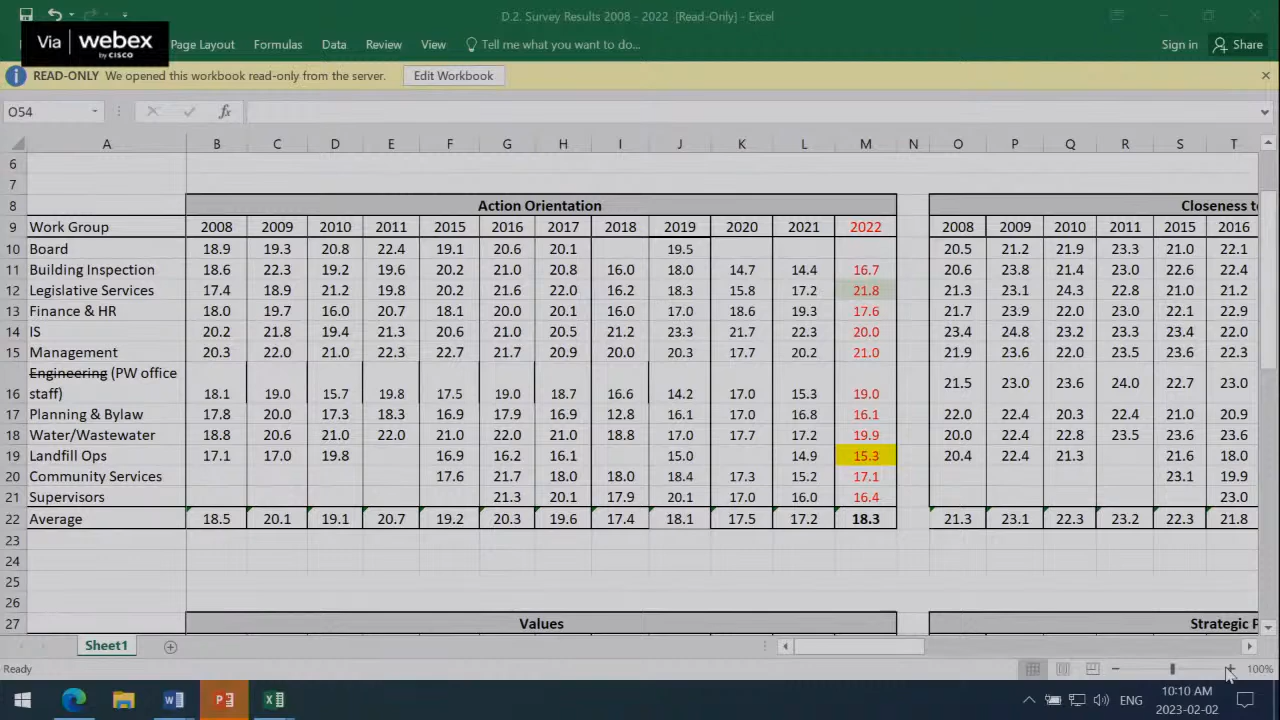 D.2. Survey Results 2008 - 2022 [Read-Only] - Excel
Via webex by CISCO
Page Layout Formulas Data Review View Tell me what you want to do... Sign in Share
READ-ONLY We opened this workbook read-only from the server. Edit Workbook
O54 fx
A B C D E F G H I J K L M N O P Q R S T
6
7
8 Action Orientation Closeness to
9 Work Group 2008 2009 2010 2011 2015 2016 2017 2018 2019 2020 2021 2022 2008 2009 2010 2011 2015 2016
10 Board 18.9 19.3 20.8 22.4 19.1 20.6 20.1 19.5 20.5 21.2 21.9 23.3 21.0 22.1
11 Building Inspection 18.6 22.3 19.2 19.6 20.2 21.0 20.8 16.0 18.0 14.7 14.4 16.7 20.6 23.8 21.4 23.0 22.6 22.4
12 Legislative Services 17.4 18.9 21.2 19.8 20.2 21.6 22.0 16.2 18.3 15.8 17.2 21.8 21.3 23.1 24.3 22.8 21.0 21.2
13 Finance & HR 18.0 19.7 16.0 20.7 18.1 20.0 20.1 16.0 17.0 18.6 19.3 17.6 21.7 23.9 22.0 23.0 22.1 22.9
14 IS 20.2 21.8 19.4 21.3 20.6 21.0 20.5 21.2 23.3 21.7 22.3 20.0 23.4 24.8 23.2 23.3 23.4 22.0
15 Management 20.3 22.0 21.0 22.3 22.7 21.7 20.9 20.0 20.3 17.7 20.2 21.0 21.9 23.6 22.0 23.5 23.6 22.3
Engineering (PW office 21.5 23.0 23.6 24.0 22.7 23.0
16 staff) 18.1 19.0 15.7 19.8 17.5 19.0 18.7 16.6 14.2 17.0 15.3 19.0
17 Planning & Bylaw 17.8 20.0 17.3 18.3 16.9 17.9 16.9 12.8 16.1 17.0 16.8 16.1 22.0 22.4 20.3 22.4 21.0 20.9
18 Water/Wastewater 18.8 20.6 21.0 22.0 21.0 22.0 21.0 18.8 17.0 17.7 17.2 19.9 20.0 22.4 22.8 23.5 23.6 23.6
19 Landfill Ops 17.1 17.0 19.8 16.9 16.2 16.1 15.0 14.9 15.3 20.4 22.4 21.3 21.6 18.0
20 Community Services 17.6 21.7 18.0 18.0 18.4 17.3 15.2 17.1 23.1 19.9
21 Supervisors 21.3 20.1 17.9 20.1 17.0 16.0 16.4 23.0
22 Average 18.5 20.1 19.1 20.7 19.2 20.3 19.6 17.4 18.1 17.5 17.2 18.3 21.3 23.1 22.3 23.2 22.3 21.8
23
24
25
26
27 Values Strategic P
Sheet1
Ready 100%
ENG 10:10 AM
2023-02-02